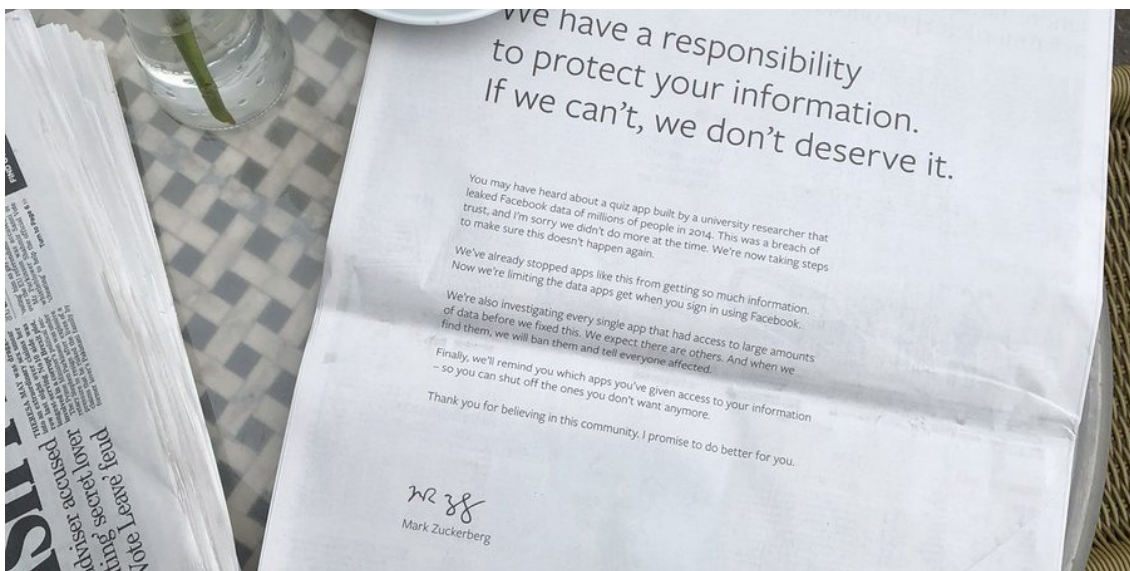 We have a responsibility
to protect your information.
If we can't, we don't deserve it.
You may have heard about a quiz app built by a university researcher that
leaked Facebook data of millions of people in 2014. This was a breach of
trust, and I'm sorry we didn't do more at the time. We're now taking steps
to make sure this doesn't happen again.
We've already stopped apps like this from getting so much information.
Now we're limiting the data apps get when you sign in using Facebook.
We're also investigating every single app that had access to large amounts
of data before we fixed this. We expect there are others. And when we
find them, we will ban them and tell everyone affected.
Finally, we'll remind you which apps you've given access to your information
– so you can shut off the ones you don't want anymore.
Thank you for believing in this community. I promise to do better for you.
Mark Zuckerberg
adviser accused
secret lover
Vote Leave' feud
THERESA MAY was
Turn to Page 6